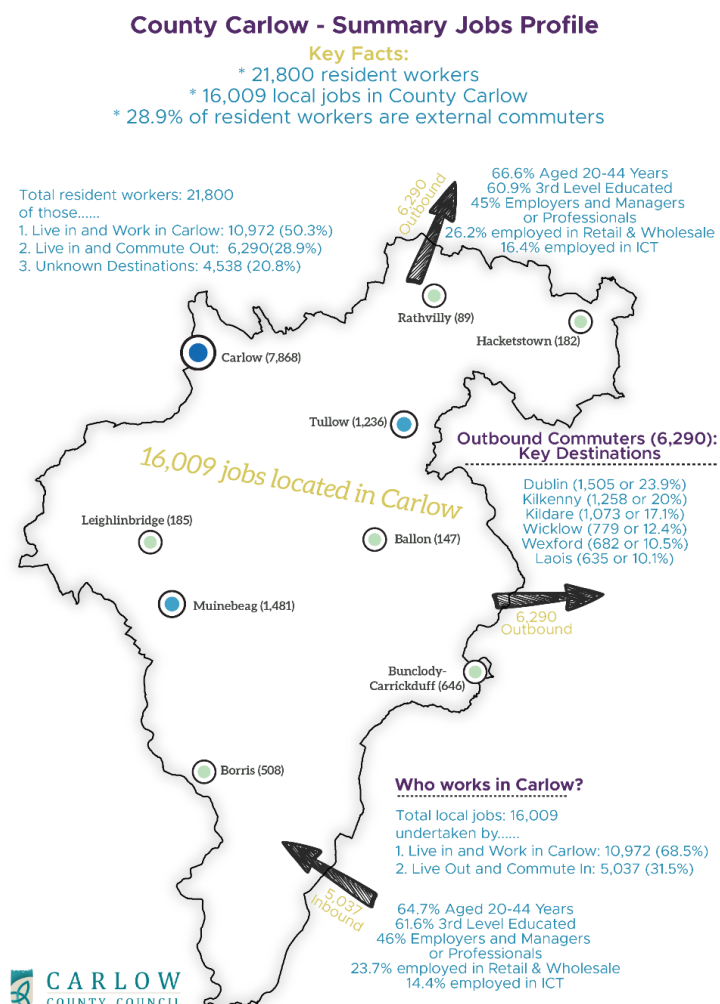 County Carlow - Summary Jobs Profile
Key Facts:
* 21,800 resident workers
* 16,009 local jobs in County Carlow
* 28.9% of resident workers are external commuters
Total resident workers: 21,800
of those......
1. Live in and Work in Carlow: 10,972 (50.3%)
2. Live in and Commute Out:  6,290(28.9%)
3. Unknown Destinations: 4,538 (20.8%)
6,290
Outbound
66.6% Aged 20-44 Years
60.9% 3rd Level Educated
45% Employers and Managers
or Professionals
26.2% employed in Retail & Wholesale
16.4% employed in ICT
Rathvilly (89)
Hacketstown (182)
Carlow (7,868)
Tullow (1,236)
16,009 jobs located in Carlow
Outbound Commuters (6,290):
Key Destinations
Dublin (1,505 or 23.9%)
Kilkenny (1,258 or 20%)
Kildare (1,073 or 17.1%)
Wicklow (779 or 12.4%)
Wexford (682 or 10.5%)
Laois (635 or 10.1%)
Leighlinbridge (185)
Ballon (147)
Muinebeag (1,481)
6,290
Outbound
Bunclody-
Carrickduff (646)
Borris (508)
Who works in Carlow?
Total local jobs: 16,009
undertaken by......
1. Live in and Work in Carlow: 10,972 (68.5%)
2. Live Out and Commute In: 5,037 (31.5%)
5,037
Inbound
64.7% Aged 20-44 Years
61.6% 3rd Level Educated
46% Employers and Managers
or Professionals
23.7% employed in Retail & Wholesale
14.4% employed in ICT
CARLOW
COUNTY COUNCIL